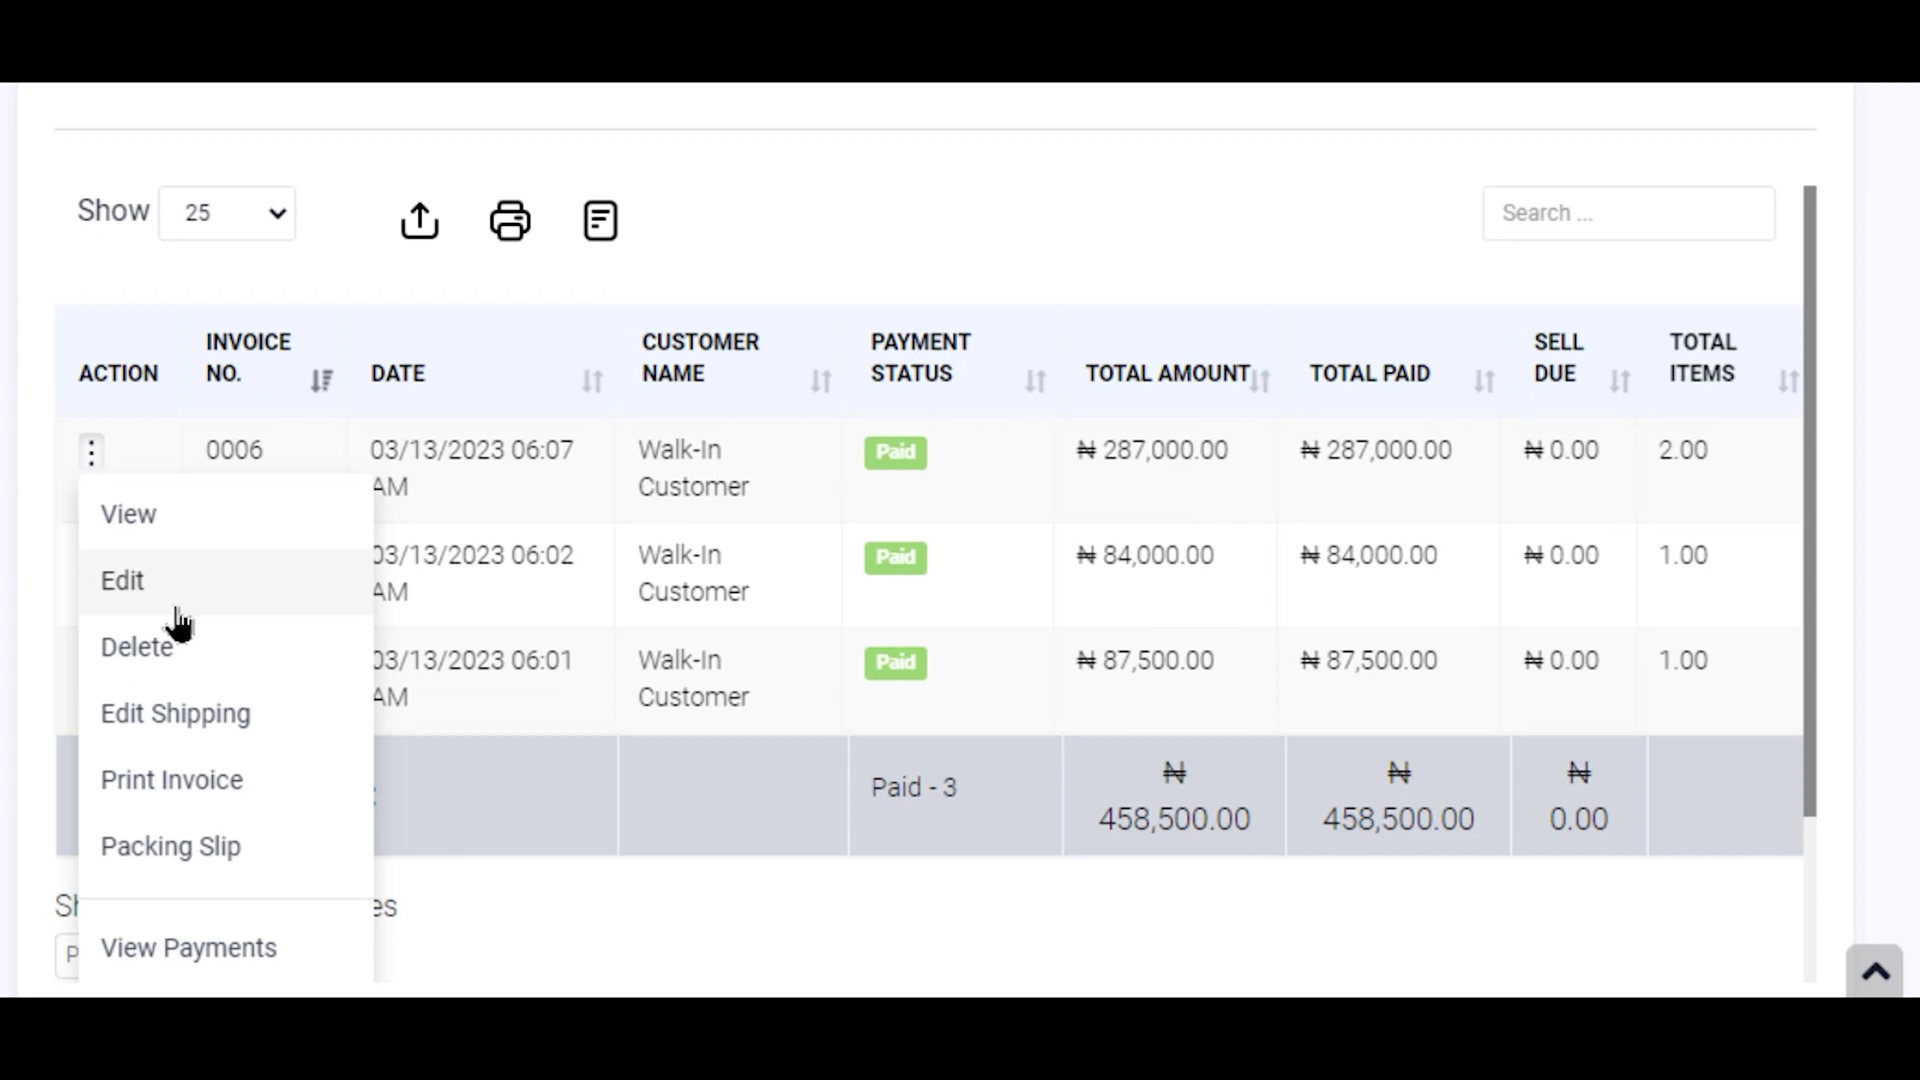 Show 25 Search ...
INVOICE CUSTOMER PAYMENT SELL TOTAL
ACTION NO. DATE NAME STATUS TOTAL AMOUNT TOTAL PAID DUE ITEMS
0006 03/13/2023 06:07 Walk-In Paid ₦ 287,000.00 ₦ 287,000.00 ₦ 0.00 2.00
AM Customer
View
03/13/2023 06:02 Walk-In Paid ₦ 84,000.00 ₦ 84,000.00 ₦ 0.00 1.00
Edit AM Customer
Delete 03/13/2023 06:01 Walk-In Paid ₦ 87,500.00 ₦ 87,500.00 ₦ 0.00 1.00
AM Customer
Edit Shipping
Print Invoice Paid - 3 ₦ ₦ ₦
458,500.00 458,500.00 0.00
Packing Slip
View Payments